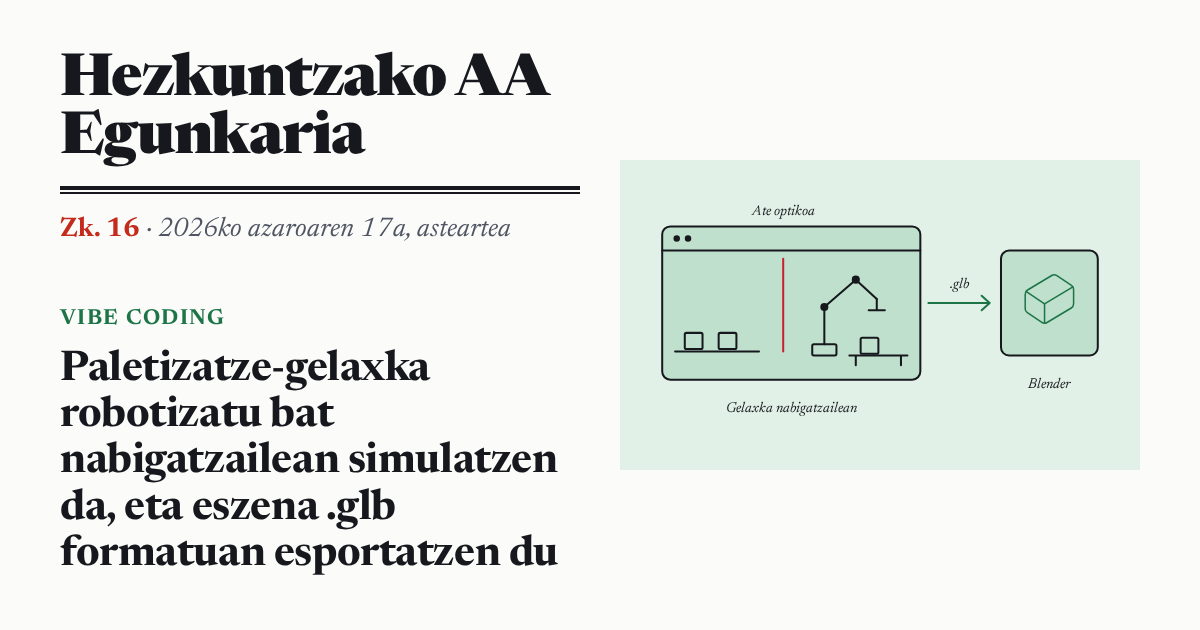 Hezkuntzako AA
Egunkaria
Zk. 16 · 2026ko azaroaren 17a, asteartea
VIBE CODING
Paletizatze-gelaxka
robotizatu bat
nabigatzailean simulatzen
da, eta eszena .glb
formatuan esportatzen du
Ate optikoa
.glb
Blender
Gelaxka nabigatzailean